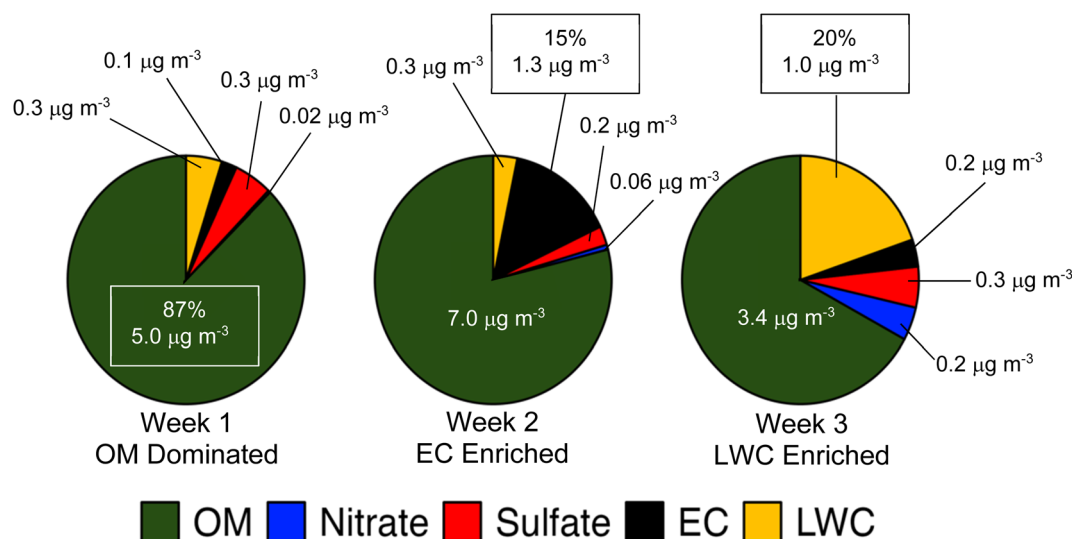 0.1 μg m⁻³
0.3 μg m⁻³
0.3 μg m⁻³
0.02 μg m⁻³
87%
5.0 μg m⁻³
Week 1
OM Dominated
15%
1.3 μg m⁻³
0.3 μg m⁻³
0.2 μg m⁻³
0.06 μg m⁻³
7.0 μg m⁻³
Week 2
EC Enriched
20%
1.0 μg m⁻³
0.2 μg m⁻³
0.3 μg m⁻³
3.4 μg m⁻³
0.2 μg m⁻³
Week 3
LWC Enriched
OM Nitrate Sulfate EC LWC